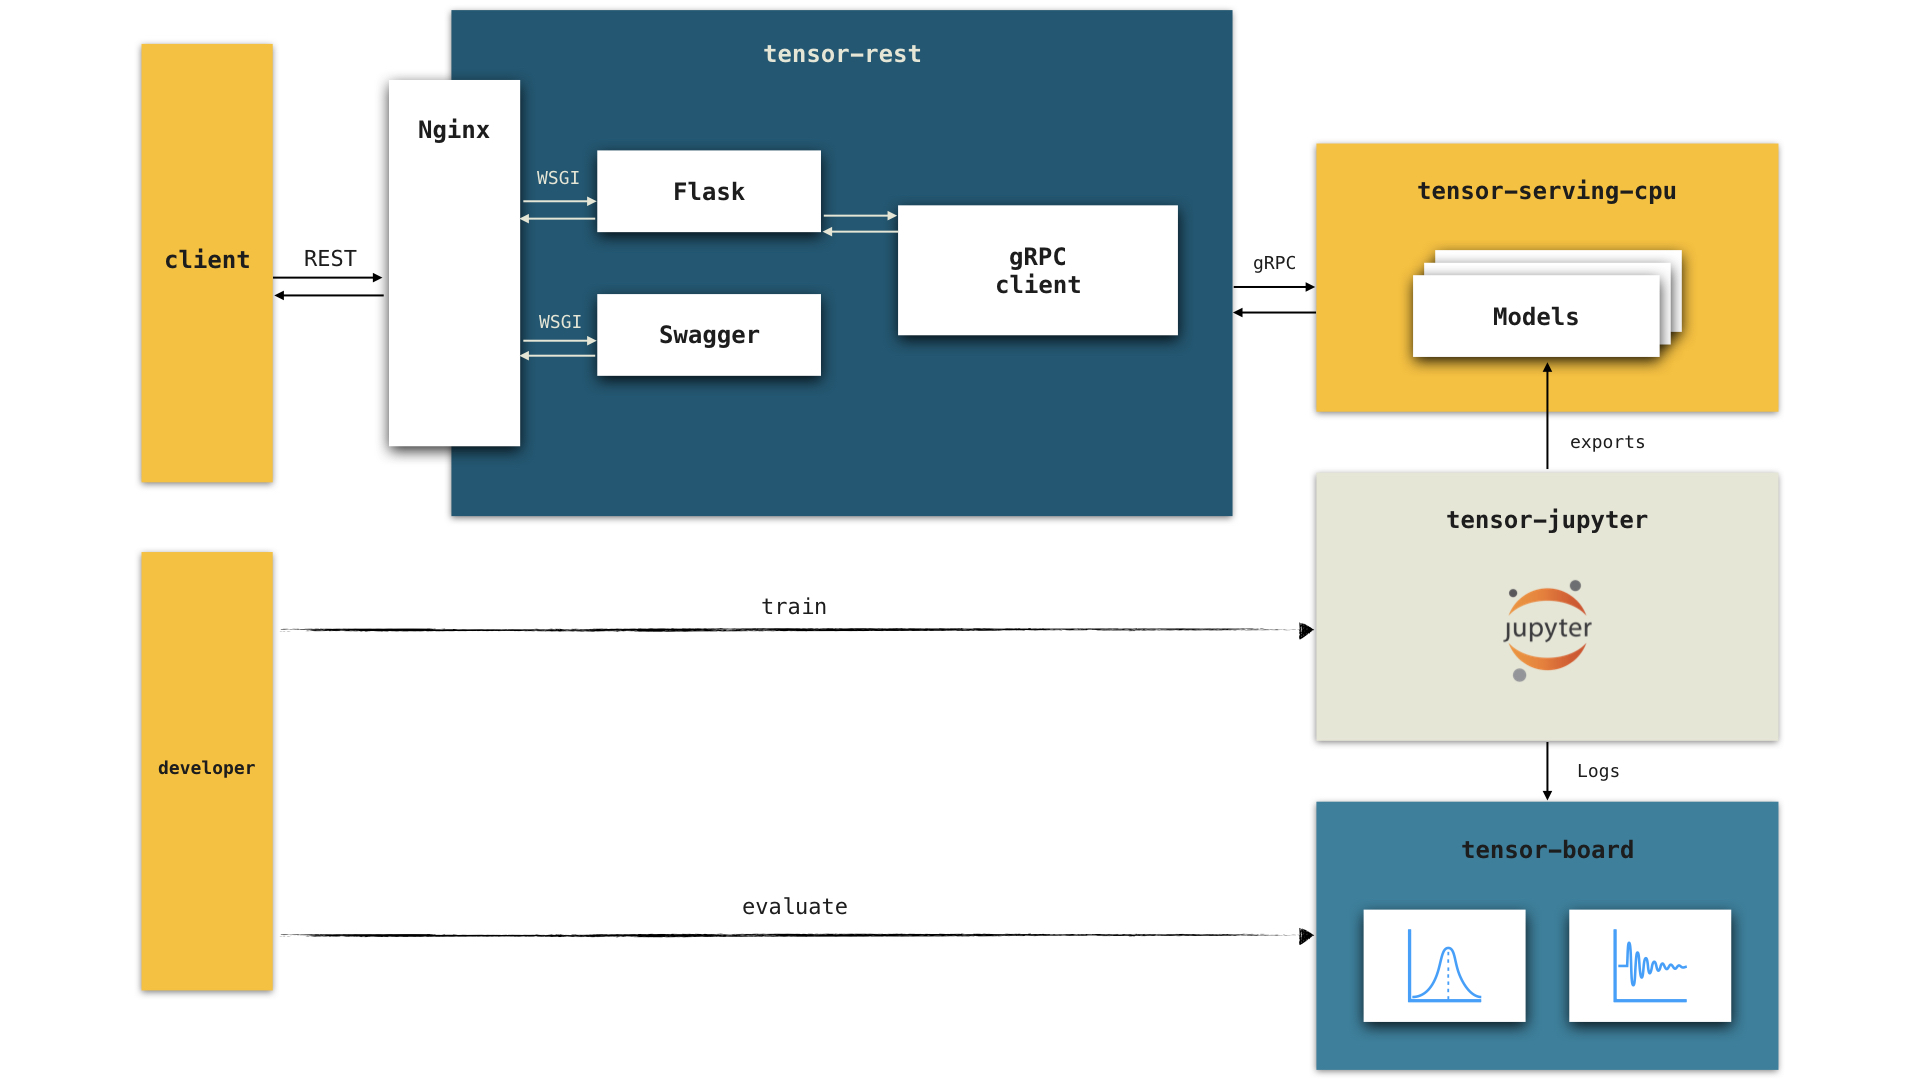 tensor-rest
client
REST
Nginx
WSGI
Flask
WSGI
Swagger
gRPC
client
gRPC
tensor-serving-cpu
Models
exports
tensor-jupyter
jupyter
Logs
developer
train
evaluate
tensor-board